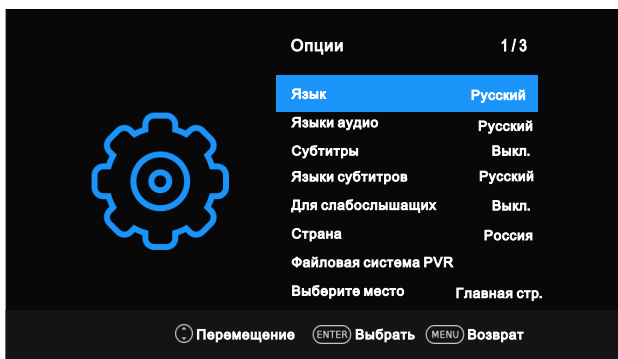 Опции 1/3
Язык Русский
Языки аудио Русский
Субтитры Выкл.
Языки субтитров Русский
Для слабослышащих Выкл.
Страна Россия
Файловая система PVR
Выберите место Главная стр.
Перемещение ENTER Выбрать MENU Возврат